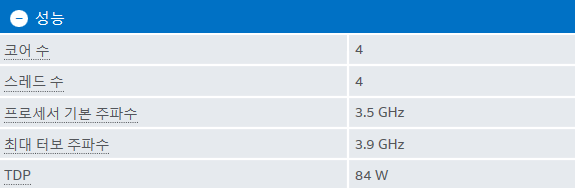 성능
코어 수 4
스레드 수 4
프로세서 기본 주파수 3.5 GHz
최대 터보 주파수 3.9 GHz
TDP 84 W